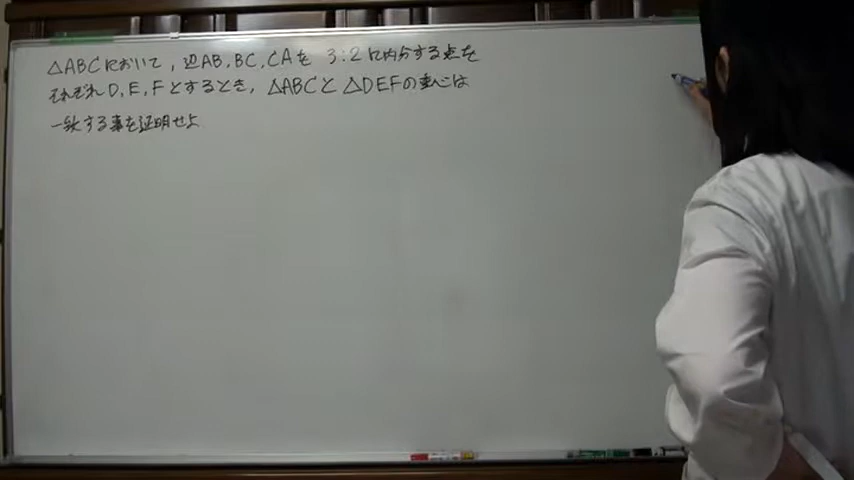 △ABCにおいて, 辺AB, BC, CAを 3:2に内分する点を
それぞれD, E, Fとするとき, △ABCと△DEFの重心は
一致する事を証明せよ